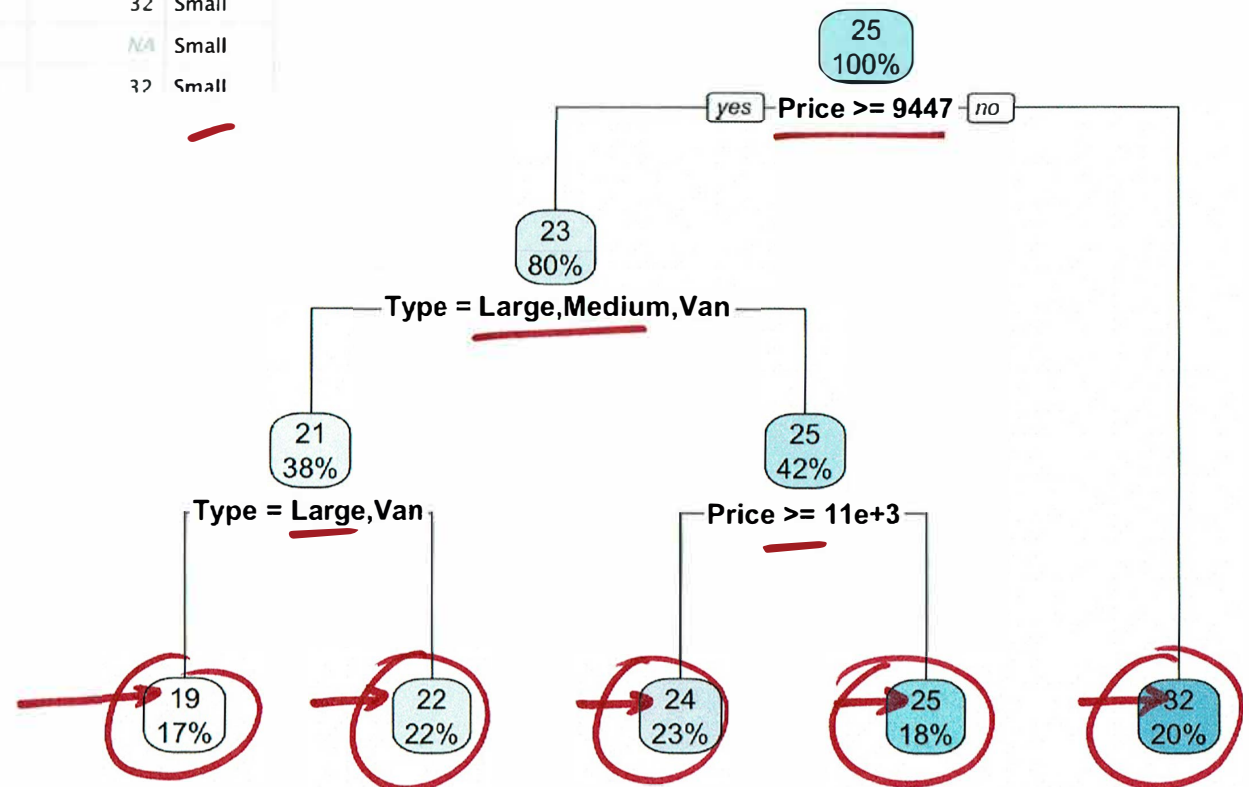 32 Small
NA Small
32 Small
25
100%
yes Price >= 9447 no
23
80%
Type = Large,Medium,Van
21
38%
25
42%
Type = Large,Van
Price >= 11e+3
19
17%
22
22%
24
23%
25
18%
32
20%